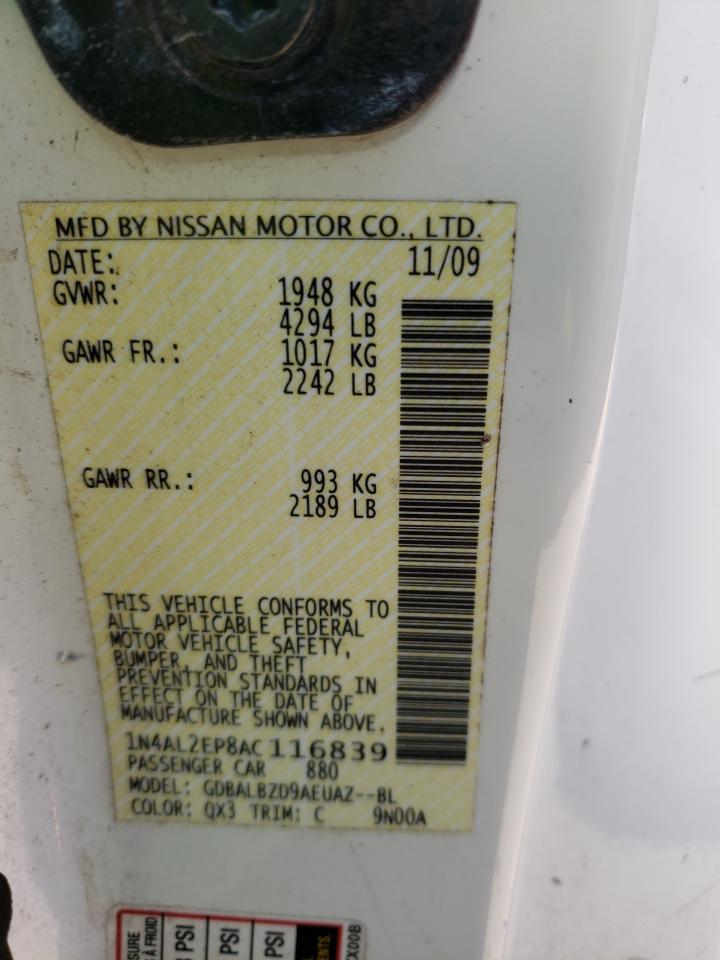 MFD BY NISSAN MOTOR CO., LTD.
DATE: 11/09
GVWR: 1948 KG
4294 LB
GAWR FR.: 1017 KG
2242 LB
GAWR RR.: 993 KG
2189 LB
THIS VEHICLE CONFORMS TO
ALL APPLICABLE FEDERAL
MOTOR VEHICLE SAFETY,
BUMPER, AND THEFT
PREVENTION STANDARDS IN
EFFECT ON THE DATE OF
MANUFACTURE SHOWN ABOVE.
1N4AL2EP8AC116839
PASSENGER CAR 880
MODEL: GDBALBZD9AEUAZ--BL
COLOR: QX3 TRIM: C 9N00A
À FROID
PSI
PSI
PSI